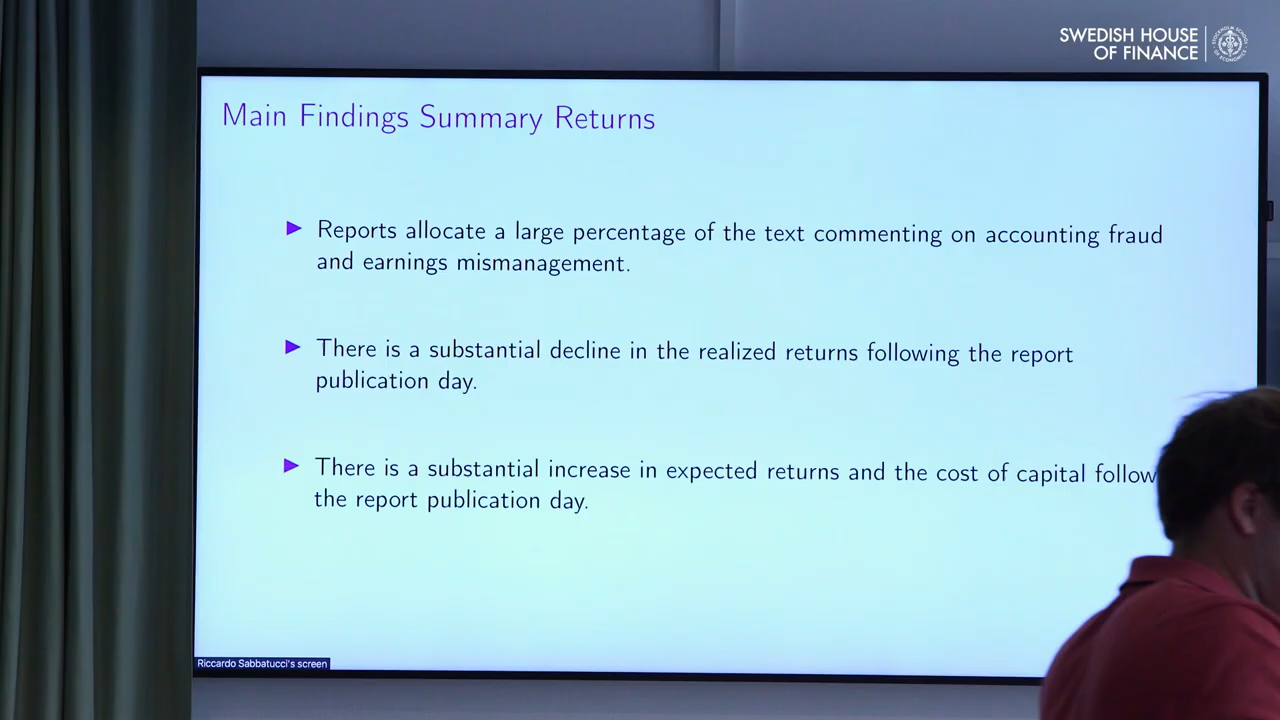 SWEDISH HOUSE
OF FINANCE
Main Findings Summary Returns
Reports allocate a large percentage of the text commenting on accounting fraud
and earnings mismanagement.
There is a substantial decline in the realized returns following the report
publication day.
There is a substantial increase in expected returns and the cost of capital follow
the report publication day.
Riccardo Sabbatucci's screen